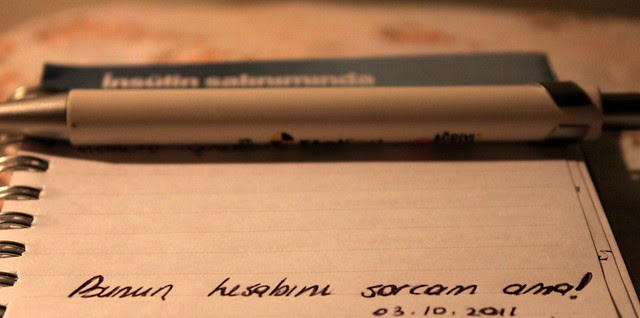 İnsülin salınımında
Bunun hesabını sorcam ama!
03.10.2011